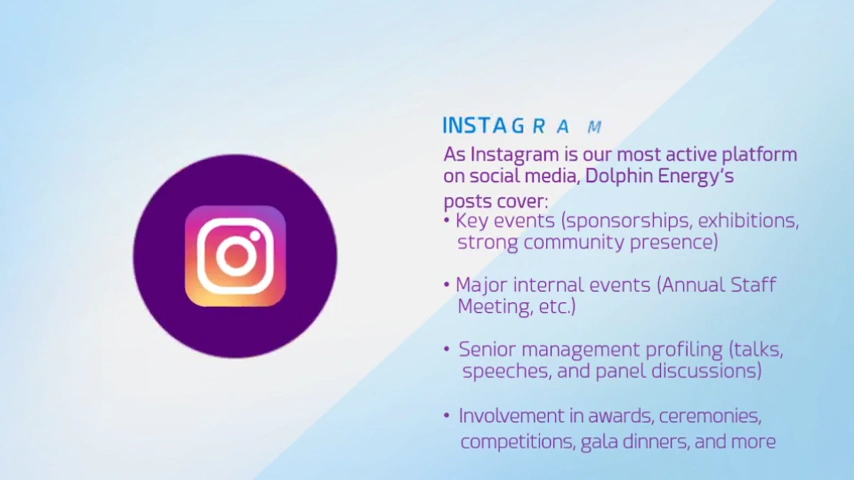 INSTAGRAM
As Instagram is our most active platform
on social media, Dolphin Energy's
posts cover:
• Key events (sponsorships, exhibitions,
strong community presence)
• Major internal events (Annual Staff
Meeting, etc.)
• Senior management profiling (talks,
speeches, and panel discussions)
• Involvement in awards, ceremonies,
competitions, gala dinners, and more